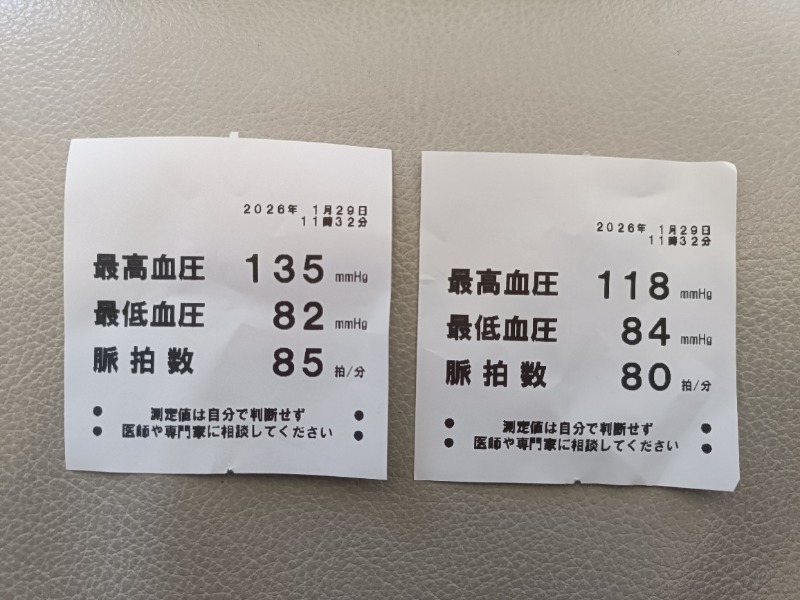 2026年 1月29日
11時32分
最高血圧 135 mmHg
最低血圧 82 mmHg
脈拍数 85 拍/分
● 測定値は自分で判断せず ●
● 医師や専門家に相談してください ●
2026年 1月29日
11時32分
最高血圧 118 mmHg
最低血圧 84 mmHg
脈拍数 80 拍/分
● 測定値は自分で判断せず ●
● 医師や専門家に相談してください ●